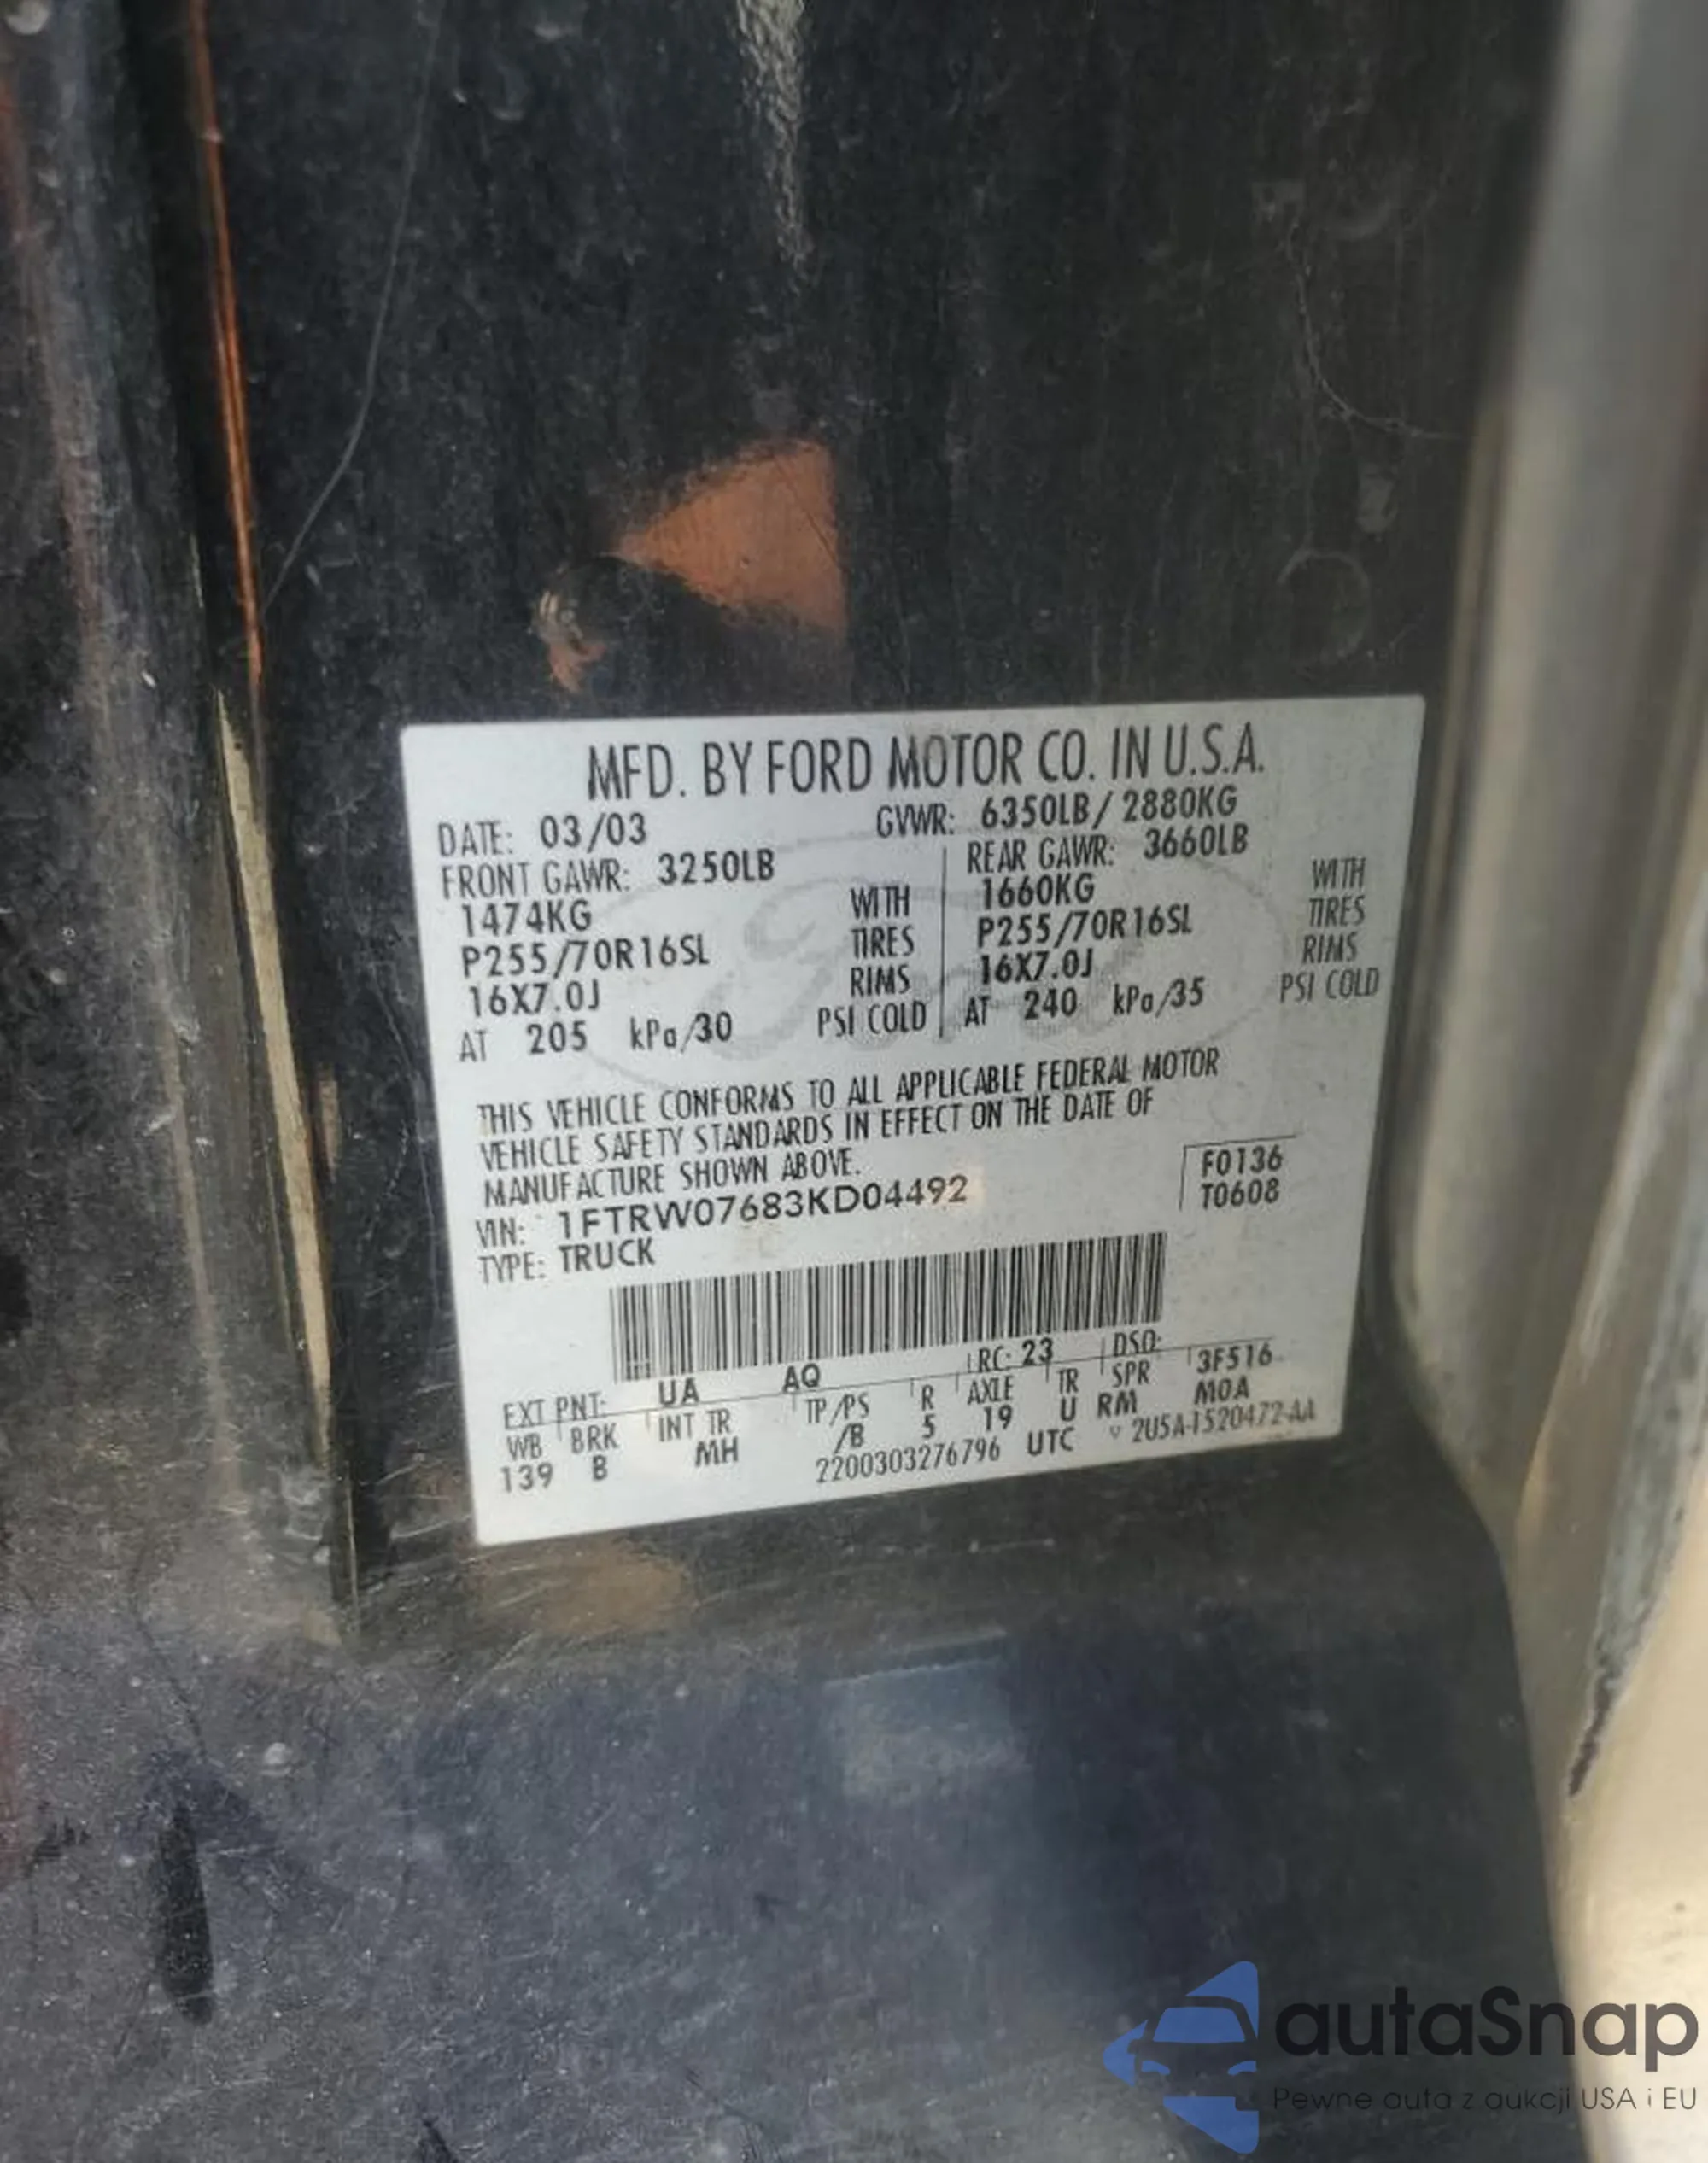 MFD. BY FORD MOTOR CO. IN U.S.A.
DATE: 03/03 GVWR: 6350LB / 2880KG
FRONT GAWR: 3250LB REAR GAWR: 3660LB
1474KG WITH 1660KG WITH
P255/70R16SL TIRES P255/70R16SL TIRES
16X7.0J RIMS 16X7.0J RIMS
AT 205 kPa/30 PSI COLD AT 240 kPa/35 PSI COLD
THIS VEHICLE CONFORMS TO ALL APPLICABLE FEDERAL MOTOR
VEHICLE SAFETY STANDARDS IN EFFECT ON THE DATE OF
MANUFACTURE SHOWN ABOVE.
VIN: 1FTRW07683KD04492
F0136
T0608
TYPE: TRUCK
EXT PNT: UA AQ RC: 23 DSO: 3F516
WB BRK INT TR TP/PS R AXLE TR SPR M0A
139 B MH /B 5 19 U RM
2200303276796 UTC ▽ 2U5A-1520472-AA
Ford
autaSnap
Pewne auta z aukcji USA i EU